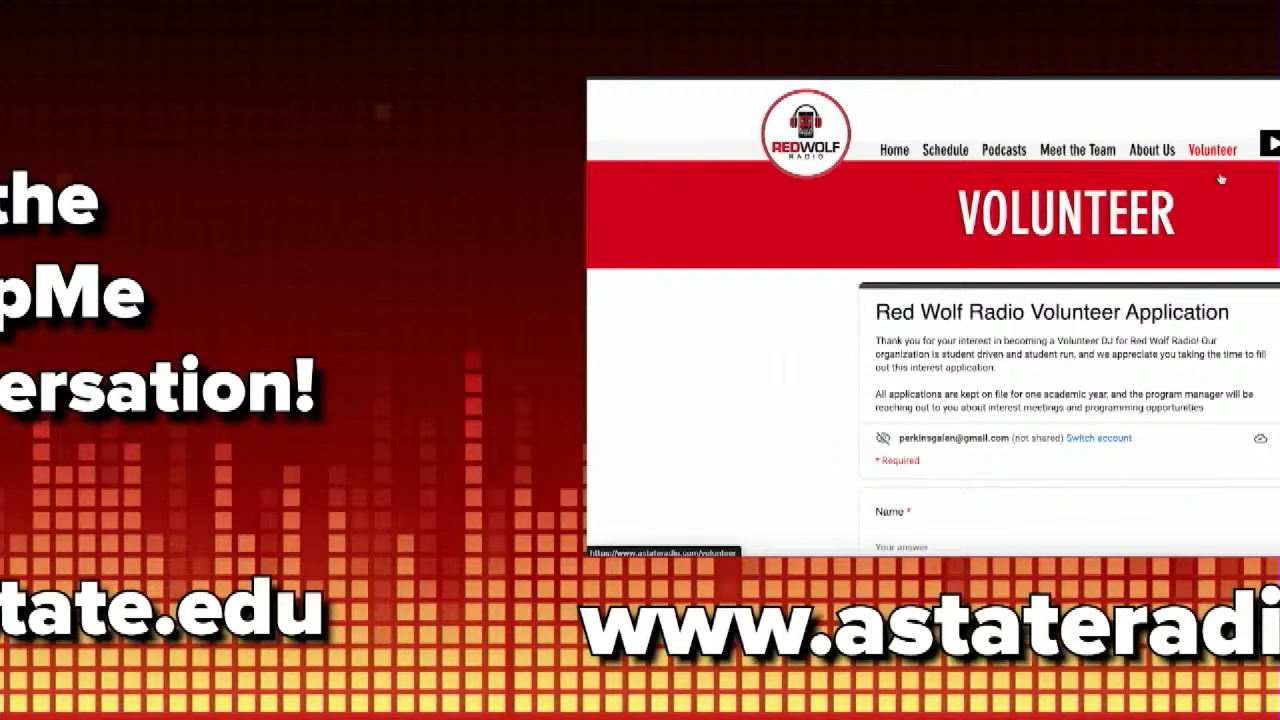 the
pMe
ersation!
tate.edu
REDWOLF
RADIO
Home Schedule Podcasts Meet the Team About Us Volunteer
VOLUNTEER
Red Wolf Radio Volunteer Application
Thank you for your interest in becoming a Volunteer DJ for Red Wolf Radio! Our
organization is student driven and student run, and we appreciate you taking the time to fill
out this interest application.
All applications are kept on file for one academic year, and the program manager will be
reaching out to you about interest meetings and programming opportunities
perkinsgalen@gmail.com (not shared) Switch account
* Required
Name *
Your answer
https://www.astateradio.com/volunteer
www.astateradi